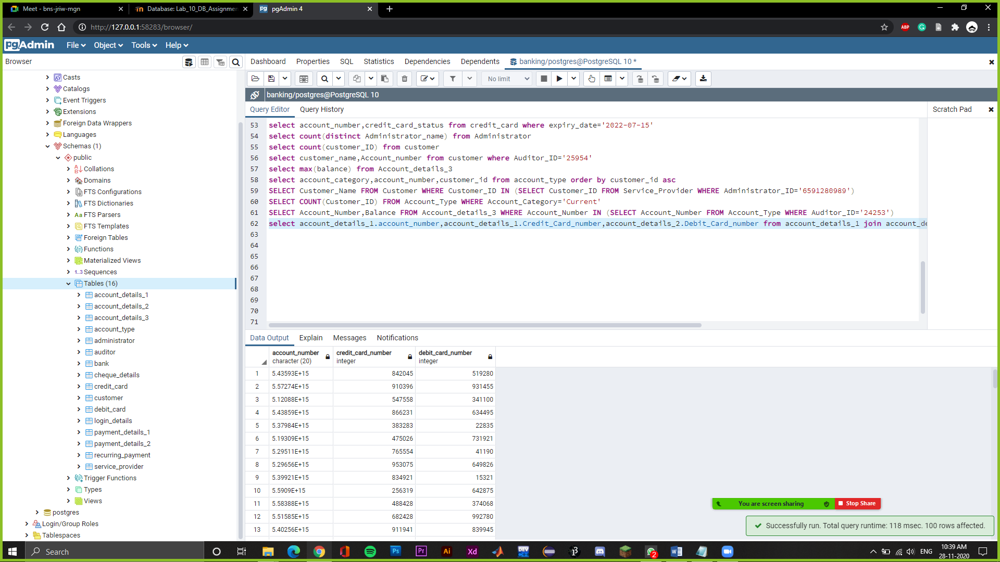 Meet - bns-jriw-mgn
Database: Lab_10_DB_Assignmen
pgAdmin 4
http://127.0.0.1:58283/browser/
ABP
pgAdmin
File
Object
Tools
Help
Browser
Dashboard
Properties
SQL
Statistics
Dependencies
Dependents
banking/postgres@PostgreSQL 10 *
No limit
banking/postgres@PostgreSQL 10
Query Editor
Query History
Scratch Pad
Casts
Catalogs
Event Triggers
Extensions
Foreign Data Wrappers
Languages
Schemas (1)
public
Collations
Domains
FTS Configurations
FTS Dictionaries
Aa FTS Parsers
FTS Templates
Foreign Tables
Functions
Materialized Views
1..3 Sequences
Tables (16)
account_details_1
account_details_2
account_details_3
account_type
administrator
auditor
bank
cheque_details
credit_card
customer
debit_card
login_details
payment_details_1
payment_details_2
recurring_payment
service_provider
Trigger Functions
Types
Views
postgres
Login/Group Roles
Tablespaces
53 select account_number,credit_card_status from credit_card where expiry_date='2022-07-15'
54 select count(distinct Administrator_name) from Administrator
55 select count(customer_ID) from customer
56 select customer_name,Account_number from customer where Auditor_ID='25954'
57 select max(balance) from Account_details_3
58 select account_category,account_number,customer_id from account_type order by customer_id asc
59 SELECT Customer_Name FROM Customer WHERE Customer_ID IN (SELECT Customer_ID FROM Service_Provider WHERE Administrator_ID='6591280989')
60 SELECT COUNT(Customer_ID) FROM Account_Type WHERE Account_Category='Current'
61 SELECT Account_Number,Balance FROM Account_details_3 WHERE Account_Number IN (SELECT Account_Number FROM Account_Type WHERE Auditor_ID='24253')
62 select account_details_1.account_number,account_details_1.Credit_Card_number,account_details_2.Debit_Card_number from account_details_1 join account_de
63
64
65
66
67
68
69
70
71
Data Output
Explain
Messages
Notifications
account_number character (20)
credit_card_number integer
debit_card_number integer
1 5.43593E+15 842045 519280
2 5.57274E+15 910396 931455
3 5.12088E+15 547558 341100
4 5.43859E+15 866231 634495
5 5.37984E+15 383283 22835
6 5.19309E+15 475026 731921
7 5.29511E+15 765554 41190
8 5.29656E+15 953075 649826
9 5.39921E+15 834921 15321
10 5.5909E+15 256319 642875
11 5.58388E+15 488428 374068
12 5.51585E+15 682428 992780
13 5.40256E+15 911941 839945
You are screen sharing
Stop Share
Successfully run. Total query runtime: 118 msec. 100 rows affected.
Search
Ps
Pr
Ai
Xd
DEV
2
ENG
10:39 AM
28-11-2020